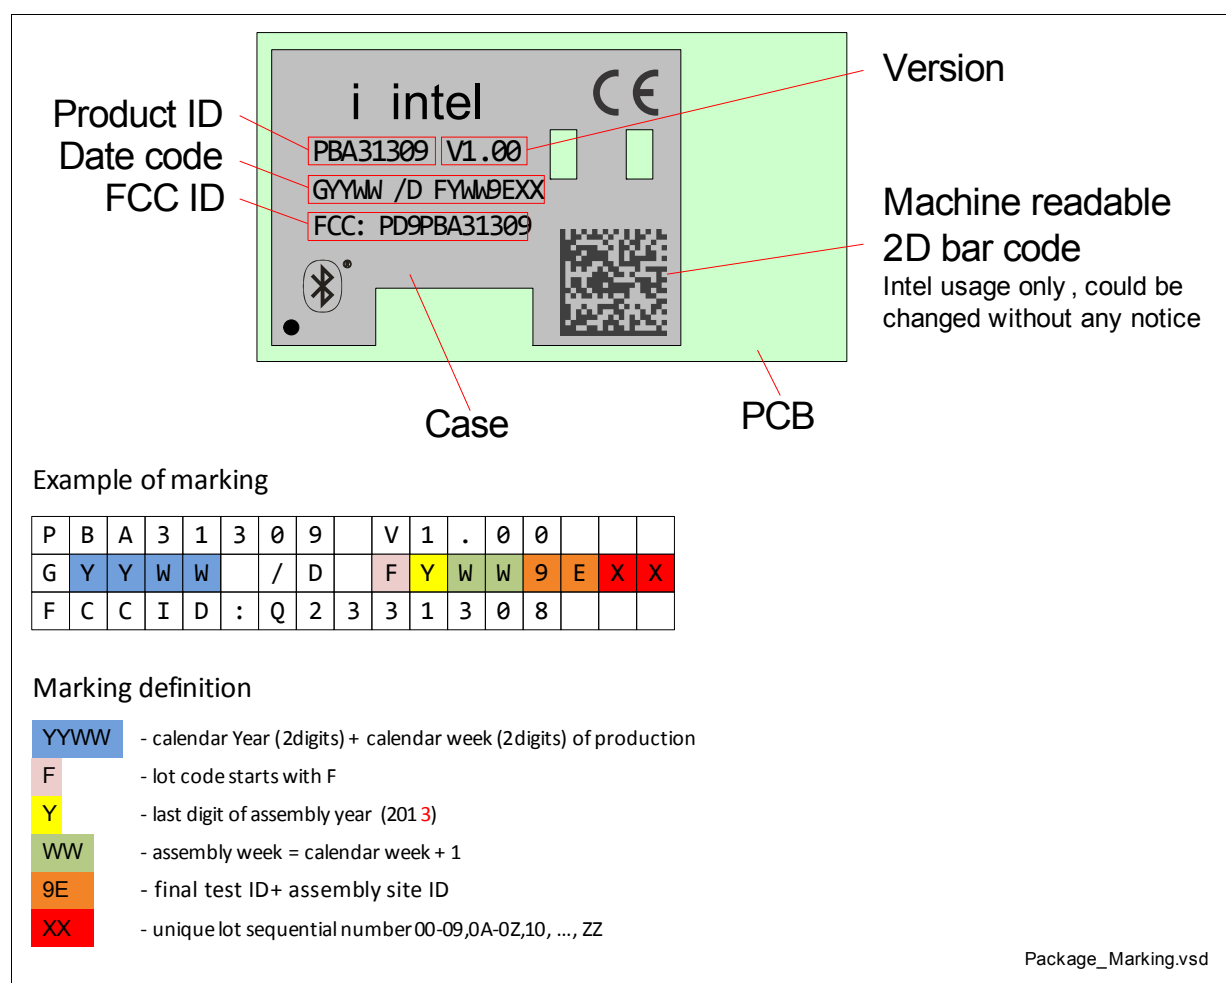 Product ID
Date code
FCC ID
i intel
CE
PBA31309 V1.00
GYYWW /D FYWW9EXX
FCC: PD9PBA31309
®
Version
Machine readable
2D bar code
Intel usage only , could be
changed without any notice
Case
PCB
Example of marking
P B A 3 1 3 0 9 V 1 . 0 0
G Y Y W W / D F Y W W 9 E X X
F C C I D : Q 2 3 3 1 3 0 8
Marking definition
YYWW - calendar Year (2digits) + calendar week (2digits) of production
F - lot code starts with F
Y - last digit of assembly year (2013)
WW - assembly week = calendar week + 1
9E - final test ID+ assembly site ID
XX - unique lot sequential number 00-09,0A-0Z,10, ..., ZZ
Package_Marking.vsd